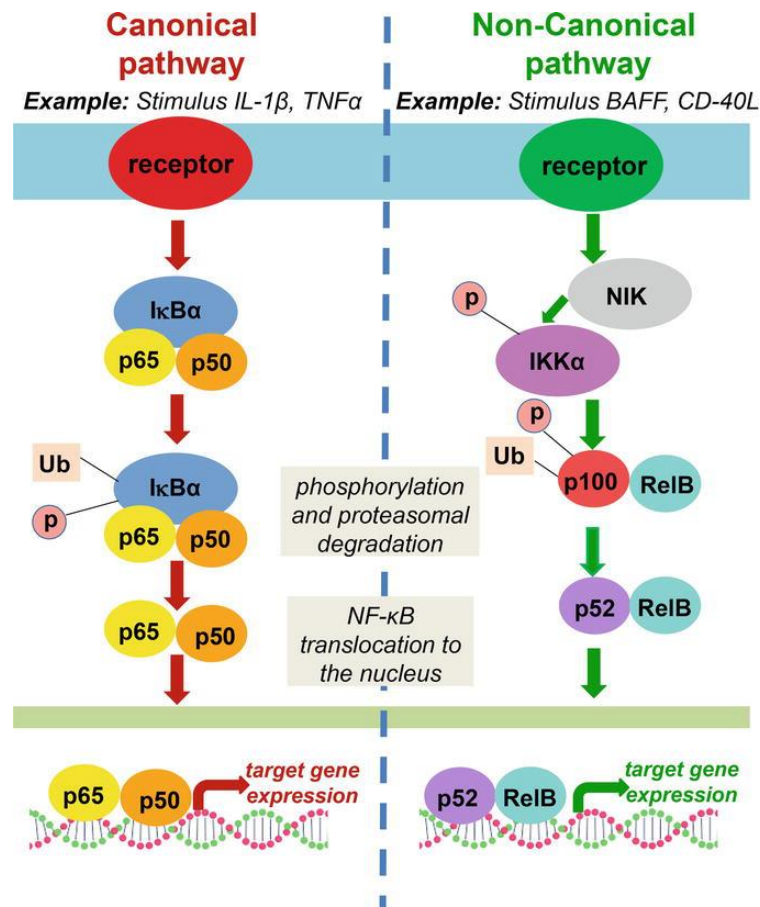 Canonical
pathway
Example: Stimulus IL-1β, TNFα
receptor
IκBα
p65 p50
Ub
IκBα
p
p65 p50
p65 p50
p65 p50
target gene
expression
phosphorylation
and proteasomal
degradation
NF-κB
translocation to
the nucleus
Non-Canonical
pathway
Example: Stimulus BAFF, CD-40L
receptor
NIK
p
IKKα
p
Ub
p100 RelB
p52 RelB
p52 RelB
target gene
expression